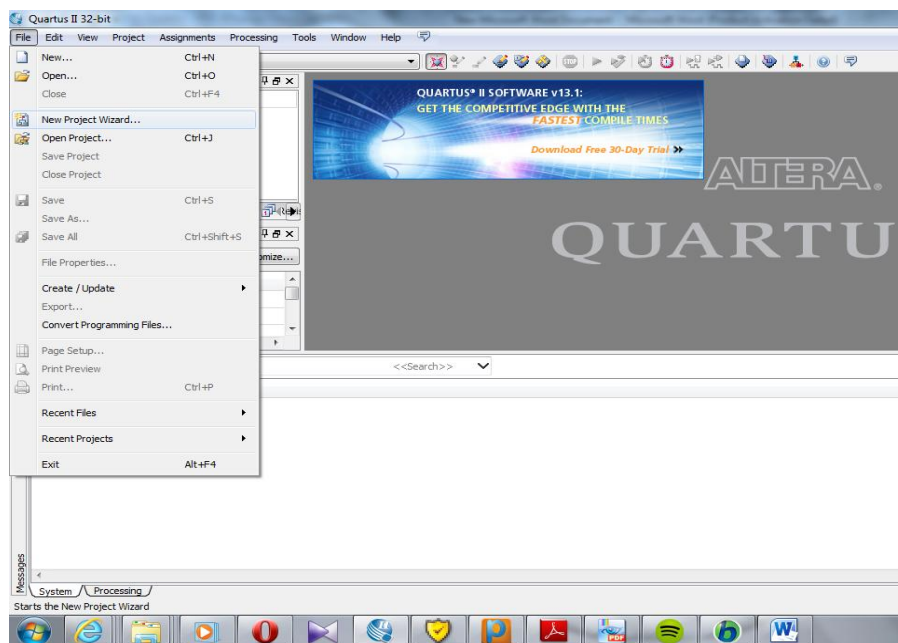 Quartus II 32-bit
File Edit View Project Assignments Processing Tools Window Help
New... Ctrl+N
Open... Ctrl+O
Close Ctrl+F4
New Project Wizard...
Open Project... Ctrl+J
Save Project
Close Project
Save Ctrl+S
Save As...
Save All Ctrl+Shift+S
File Properties...
Create / Update
Export...
Convert Programming Files...
Page Setup...
Print Preview
Print... Ctrl+P
Recent Files
Recent Projects
Exit Alt+F4
omize...
QUARTUS® II SOFTWARE v13.1:
GET THE COMPETITIVE EDGE WITH THE
FASTEST COMPILE TIMES
Download Free 30-Day Trial »
ALTERA®
QUARTU
<<Search>>
Messages
System Processing
Starts the New Project Wizard